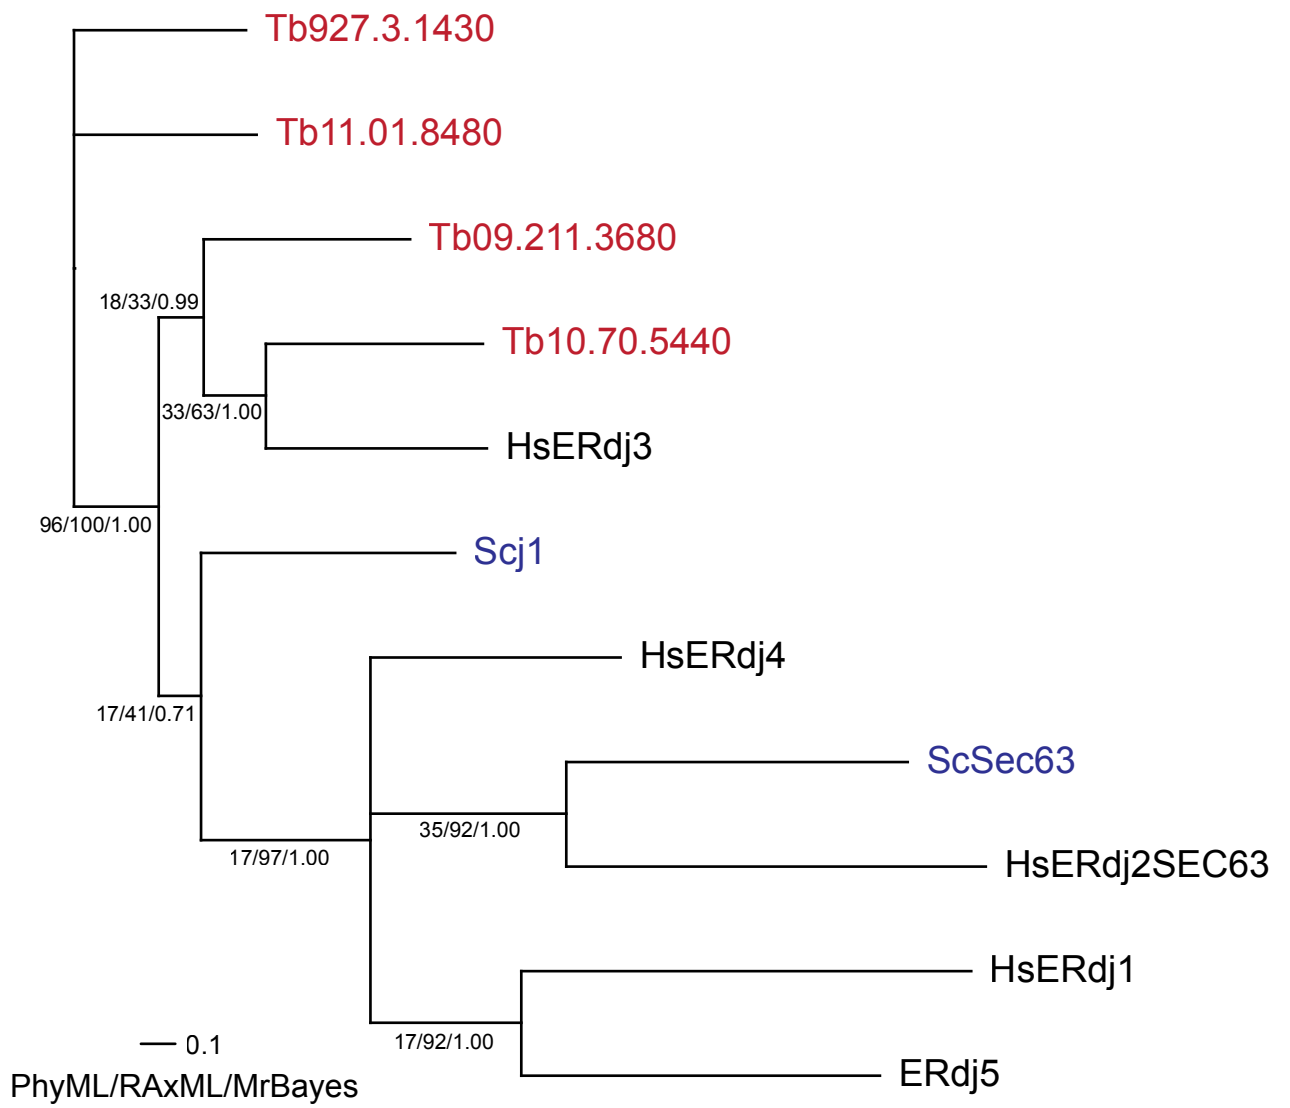 Tb927.3.1430
Tb11.01.8480
Tb09.211.3680
18/33/0.99
Tb10.70.5440
33/63/1.00
HsERdj3
96/100/1.00
Scj1
HsERdj4
17/41/0.71
ScSec63
35/92/1.00
17/97/1.00
HsERdj2SEC63
HsERdj1
17/92/1.00
0.1
ERdj5
PhyML/RAxML/MrBayes